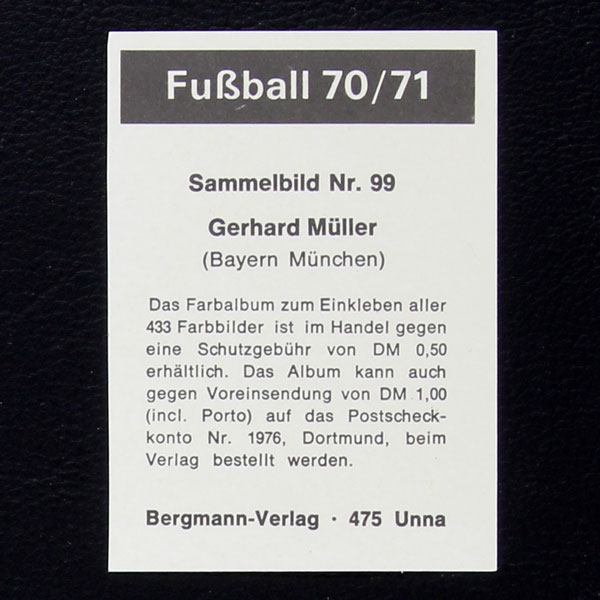 Fußball 70/71
Sammelbild Nr. 99
Gerhard Müller
(Bayern München)
Das Farbalbum zum Einkleben aller
433 Farbbilder ist im Handel gegen
eine Schutzgebühr von DM 0,50
erhältlich. Das Album kann auch
gegen Voreinsendung von DM 1,00
(incl. Porto) auf das Postscheck-
konto Nr. 1976, Dortmund, beim
Verlag bestellt werden.
Bergmann-Verlag · 475 Unna